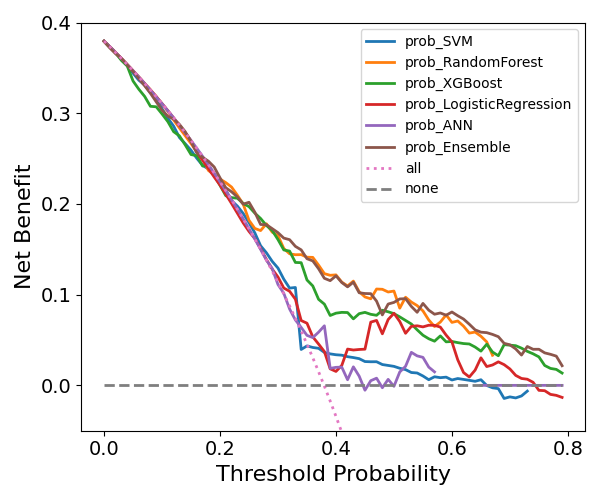 0.4
0.3
0.2
0.1
0.0
Net Benefit
prob_SVM
prob_RandomForest
prob_XGBoost
prob_LogisticRegression
prob_ANN
prob_Ensemble
all
none
0.0 0.2 0.4 0.6 0.8
Threshold Probability